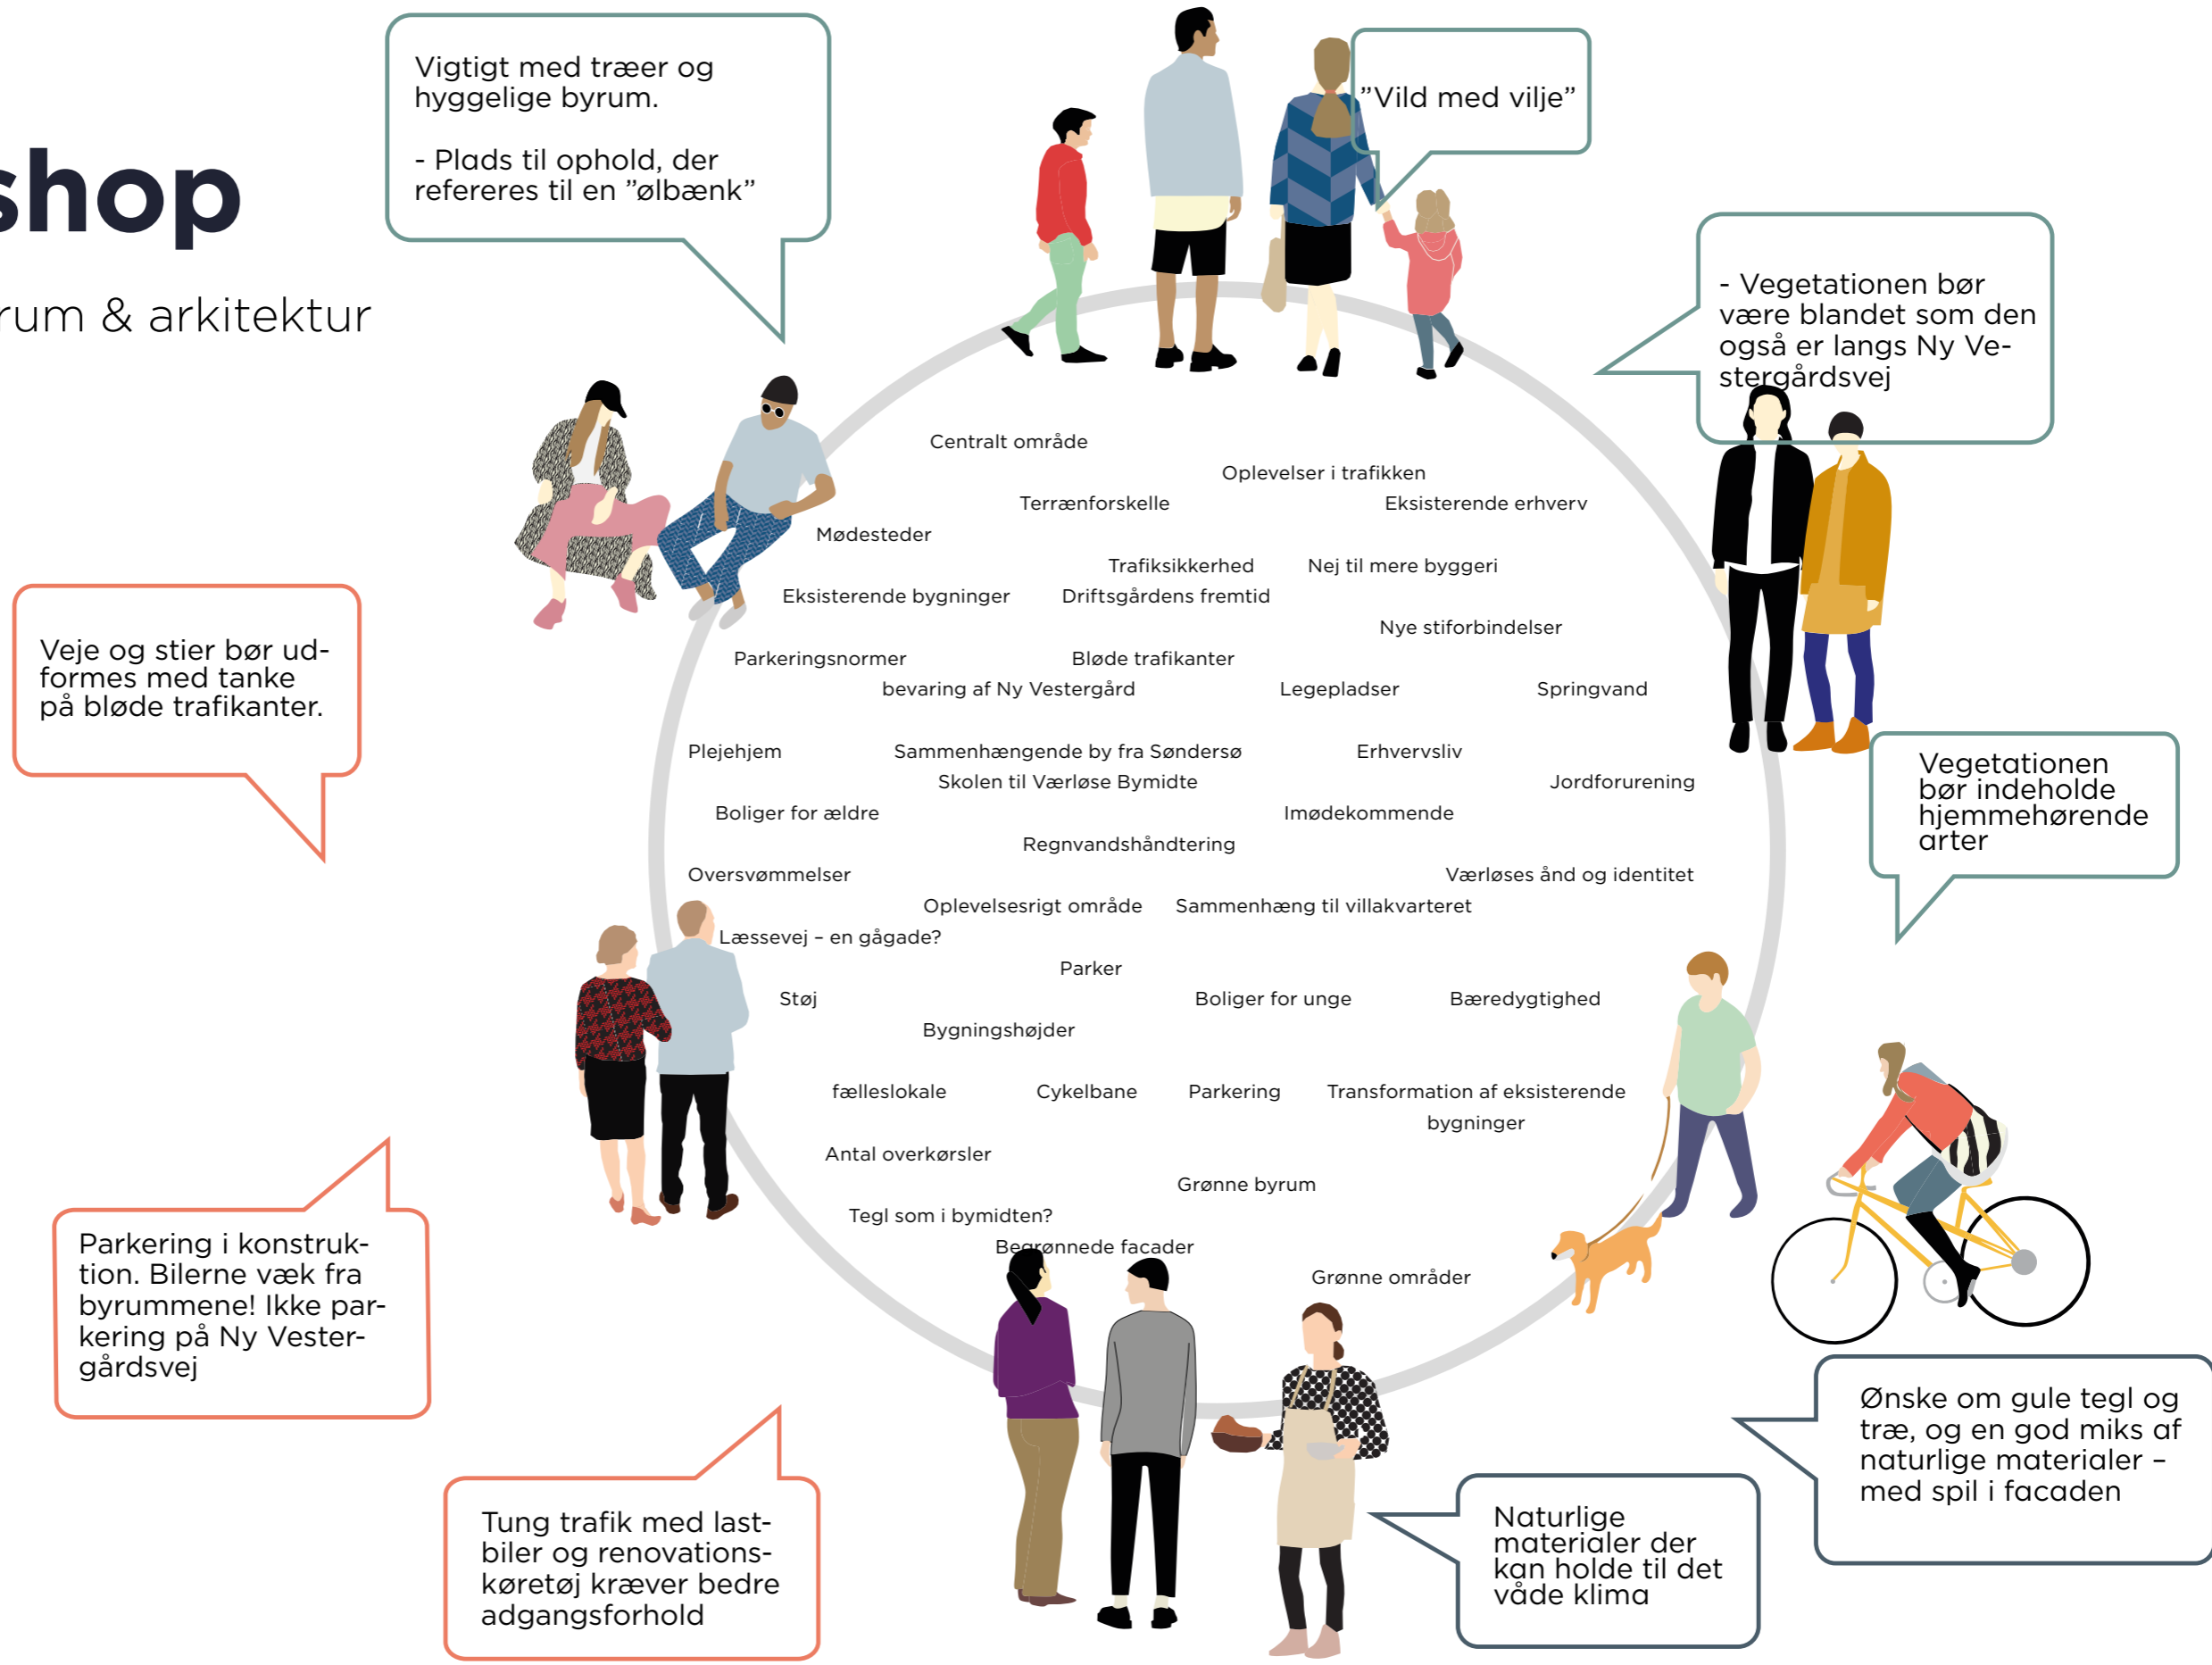 shop
rum & arkitektur
Vigtigt med træer og
hyggelige byrum.
- Plads til ophold, der
refereres til en ”ølbænk”
”Vild med vilje”
- Vegetationen bør
være blandet som den
også er langs Ny Ve-
stergårdsvej
Veje og stier bør ud-
formes med tanke
på bløde trafikanter.
Centralt område
Oplevelser i trafikken
Terrænforskelle
Eksisterende erhverv
Mødesteder
Trafiksikkerhed
Nej til mere byggeri
Eksisterende bygninger
Driftsgårdens fremtid
Nye stiforbindelser
Parkeringsnormer
Bløde trafikanter
bevaring af Ny Vestergård
Legepladser
Springvand
Plejehjem
Sammenhængende by fra Søndersø
Skolen til Værløse Bymidte
Erhvervsliv
Jordforurening
Boliger for ældre
Imødekommende
Regnvandshåndtering
Oversvømmelser
Værløses ånd og identitet
Oplevelsesrigt område
Sammenhæng til villakvarteret
Læssevej – en gågade?
Parker
Støj
Boliger for unge
Bæredygtighed
Bygningshøjder
fælleslokale
Cykelbane
Parkering
Transformation af eksisterende
bygninger
Antal overkørsler
Grønne byrum
Tegl som i bymidten?
Begrønnede facader
Grønne områder
Vegetationen
bør indeholde
hjemmehørende
arter
Parkering i konstruk-
tion. Bilerne væk fra
byrummene! Ikke par-
kering på Ny Vester-
gårdsvej
Tung trafik med last-
biler og renovations-
køretøj kræver bedre
adgangsforhold
Naturlige
materialer der
kan holde til det
våde klima
Ønske om gule tegl og
træ, og en god miks af
naturlige materialer –
med spil i facaden